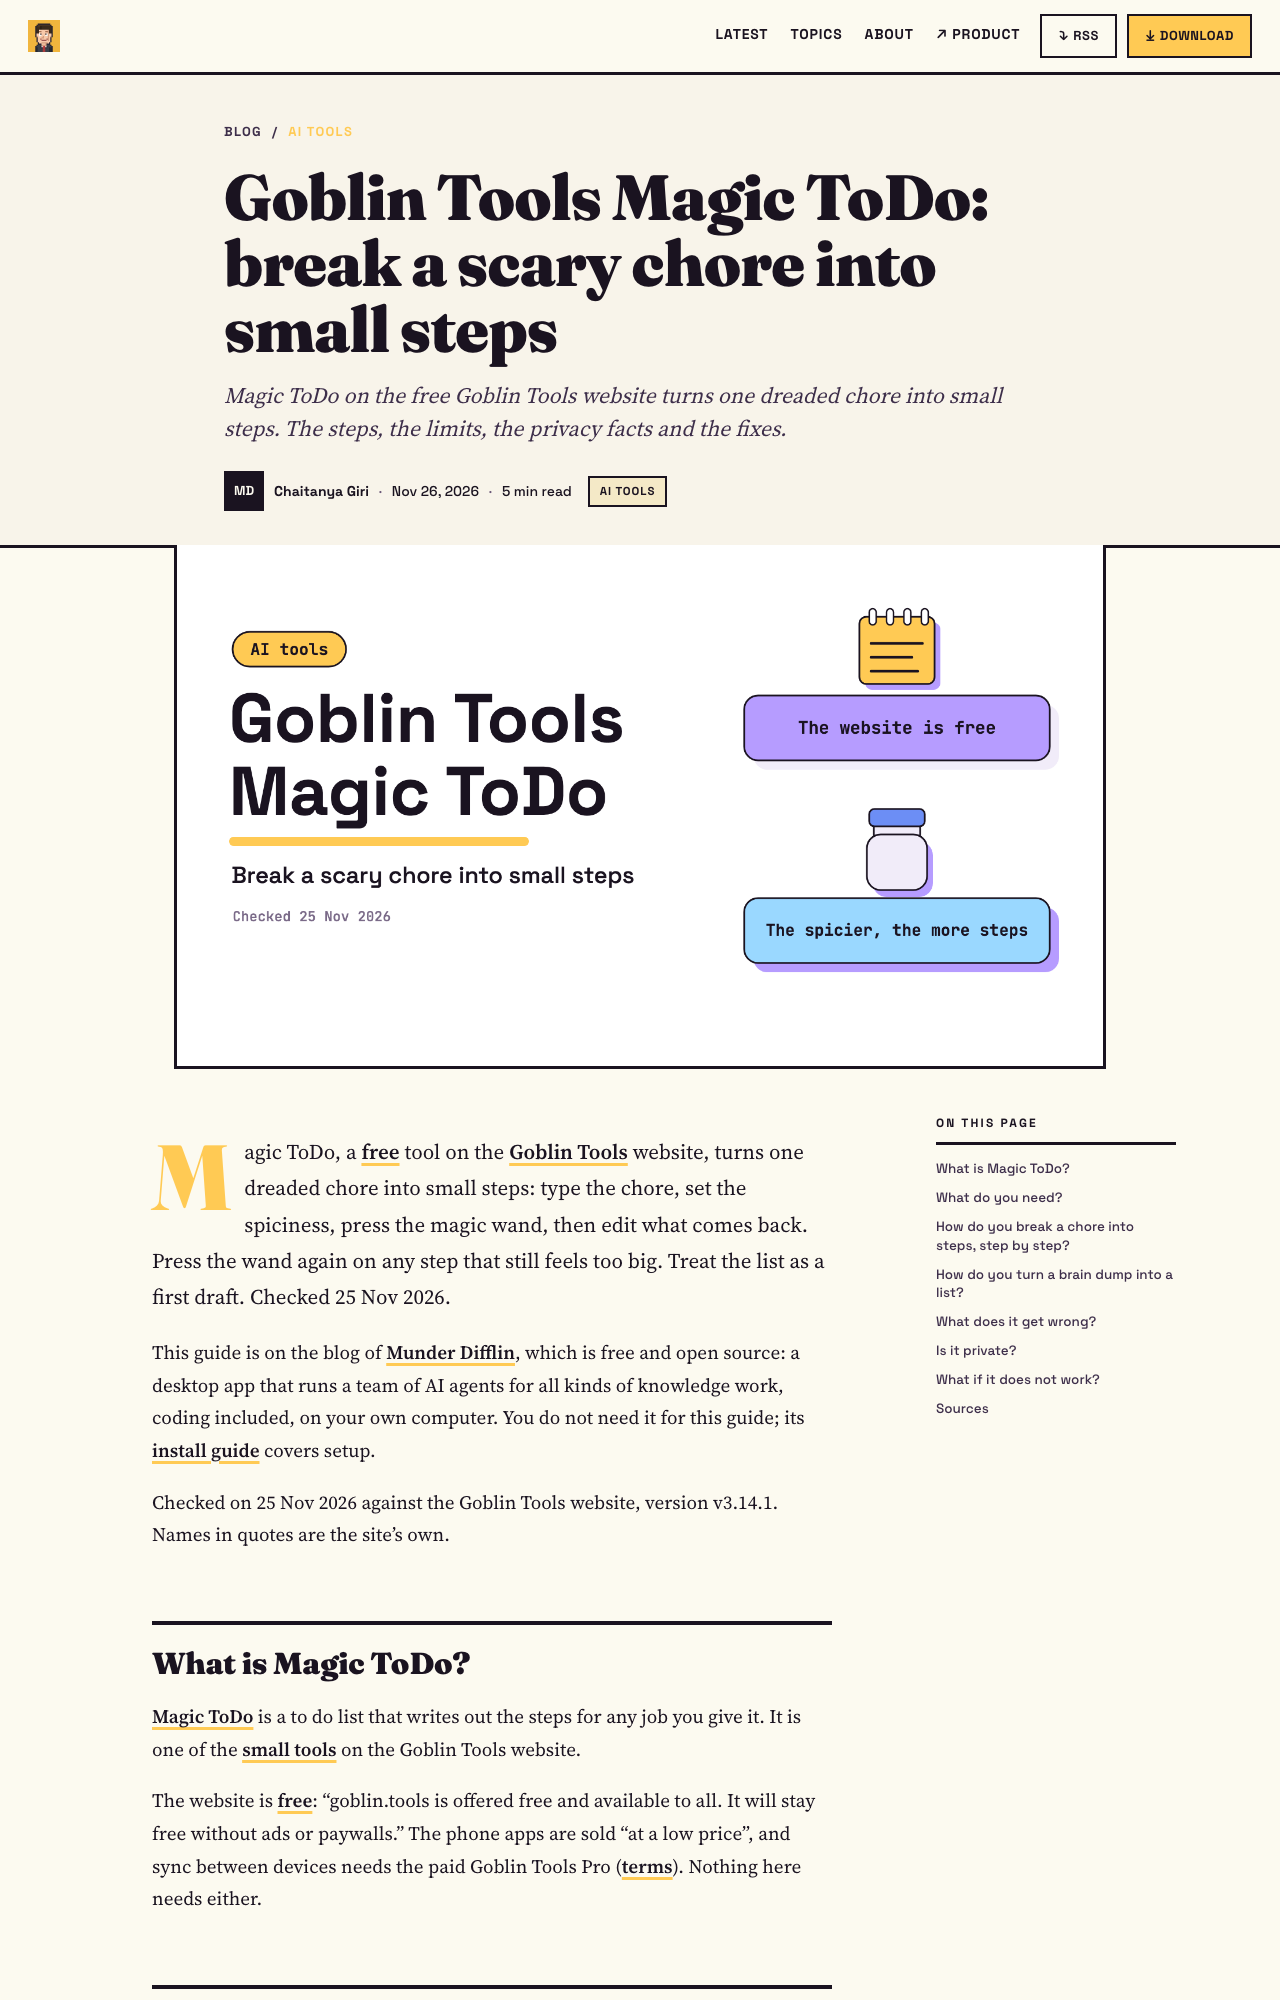 LATEST TOPICS ABOUT ↗ PRODUCT ⤵ RSS ⤓ DOWNLOAD
BLOG / AI TOOLS
Goblin Tools Magic ToDo:
break a scary chore into
small steps
Magic ToDo on the free Goblin Tools website turns one dreaded chore into small
steps. The steps, the limits, the privacy facts and the fixes.
MD Chaitanya Giri · Nov 26, 2026 · 5 min read AI TOOLS
AI tools
Goblin Tools
Magic ToDo
Break a scary chore into small steps
Checked 25 Nov 2026
The website is free
The spicier, the more steps
Magic ToDo, a free tool on the Goblin Tools website, turns one
dreaded chore into small steps: type the chore, set the
spiciness, press the magic wand, then edit what comes back.
Press the wand again on any step that still feels too big. Treat the list as a
first draft. Checked 25 Nov 2026.
This guide is on the blog of Munder Difflin, which is free and open source: a
desktop app that runs a team of AI agents for all kinds of knowledge work,
coding included, on your own computer. You do not need it for this guide; its
install guide covers setup.
Checked on 25 Nov 2026 against the Goblin Tools website, version v3.14.1.
Names in quotes are the site’s own.
What is Magic ToDo?
Magic ToDo is a to do list that writes out the steps for any job you give it. It is
one of the small tools on the Goblin Tools website.
The website is free: “goblin.tools is offered free and available to all. It will stay
free without ads or paywalls.” The phone apps are sold “at a low price”, and
sync between devices needs the paid Goblin Tools Pro (terms). Nothing here
needs either.
ON THIS PAGE
What is Magic ToDo?
What do you need?
How do you break a chore into
steps, step by step?
How do you turn a brain dump into a
list?
What does it get wrong?
Is it private?
What if it does not work?
Sources